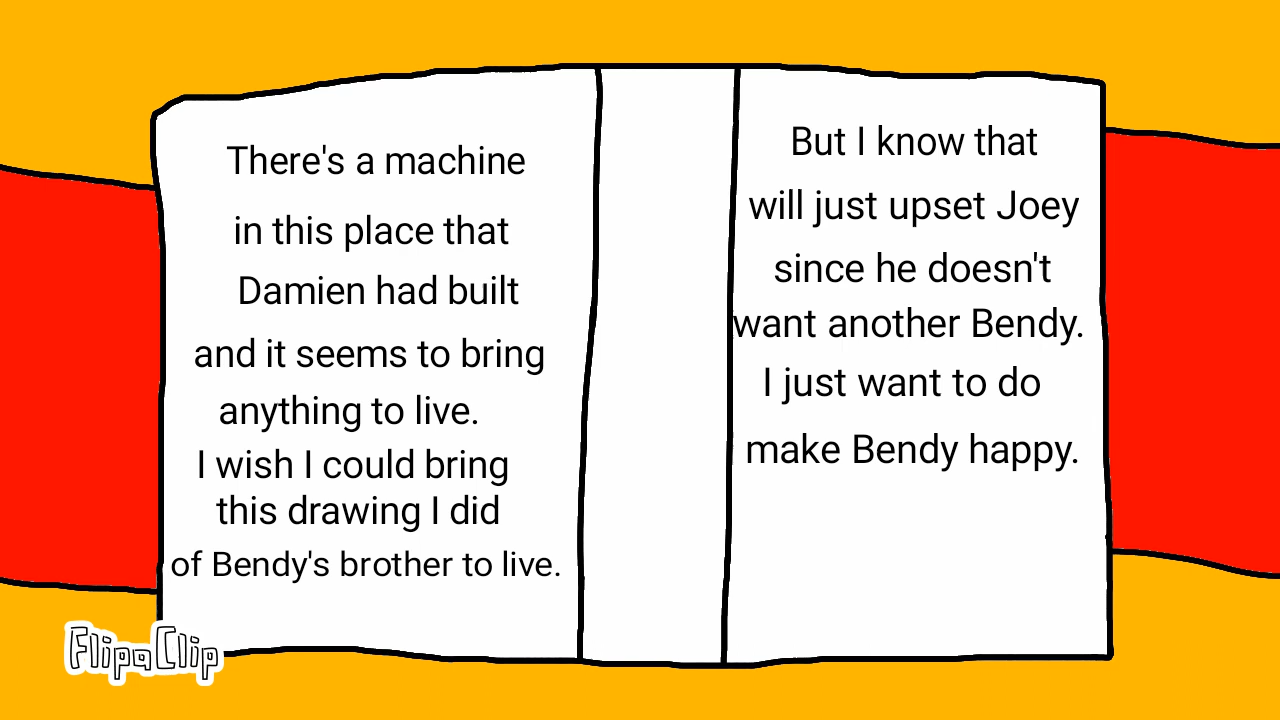 There's a machine
in this place that
Damien had built
and it seems to bring
anything to live.
I wish I could bring
this drawing I did
of Bendy's brother to live.
But I know that
will just upset Joey
since he doesn't
want another Bendy.
I just want to do
make Bendy happy.
FlipaClip